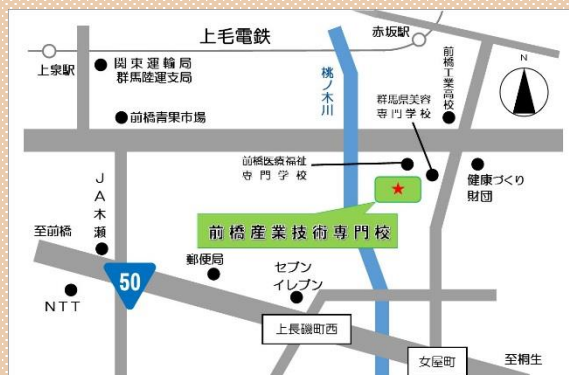 上毛電鉄
赤坂駅
上泉駅
関東運輸局
群馬陸運支局
桃ノ木川
前橋工業高校
N
前橋青果市場
群馬県美容
専門学校
前橋医療福祉
専門学校
健康づくり
財団
JA木瀬
至前橋
前橋産業技術専門校
50
郵便局
セブン
イレブン
NTT
上長磯町西
女屋町
至桐生